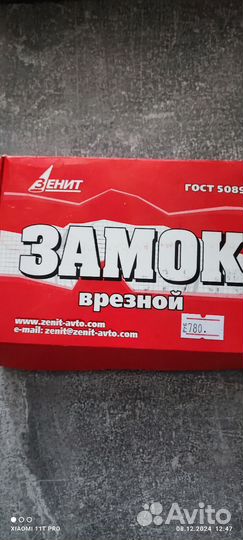 ЗЕНИТ
ГОСТ 5089
ЗАМОК
врезной
www.zenit-avto.com
e-mail: zenit@zenit-avto.com
780.
XIAOMI 11T PRO
08.12.2024 12:47
Avito